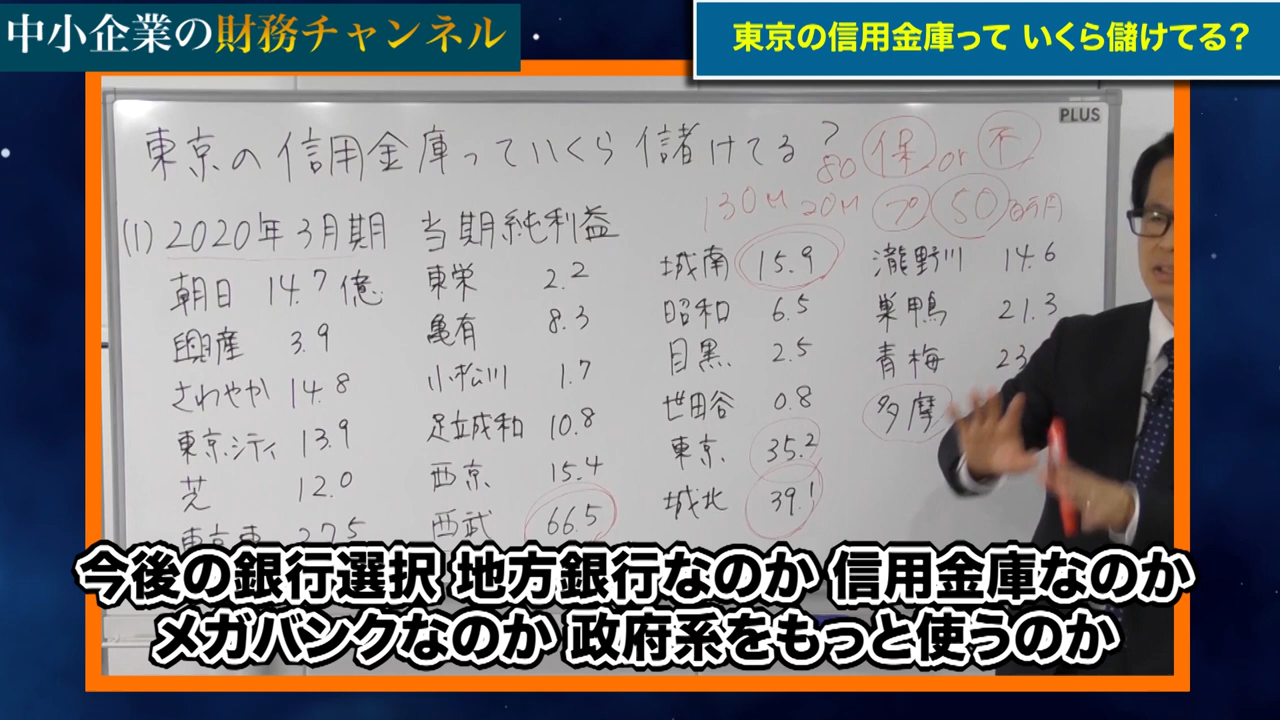 中小企業の財務チャンネル
東京の信用金庫って いくら儲けてる?
PLUS
東京の信用金庫っていくら儲けてる?
80 保 or 不
130M 20M プ 50百万円
(1) 2020年3月期 当期純利益
朝日 14.7億
興産 3.9
さわやか 14.8
東京シティ 13.9
芝 12.0
東京東 27.5
東栄 2.2
亀有 8.3
小松川 1.7
足立成和 10.8
西京 15.4
西武 66.5
城南 15.9
昭和 6.5
目黒 2.5
世田谷 0.8
東京 35.2
城北 39.1
瀧野川 14.6
巣鴨 21.3
青梅 23
多摩
今後の銀行選択 地方銀行なのか 信用金庫なのか
メガバンクなのか 政府系をもっと使うのか